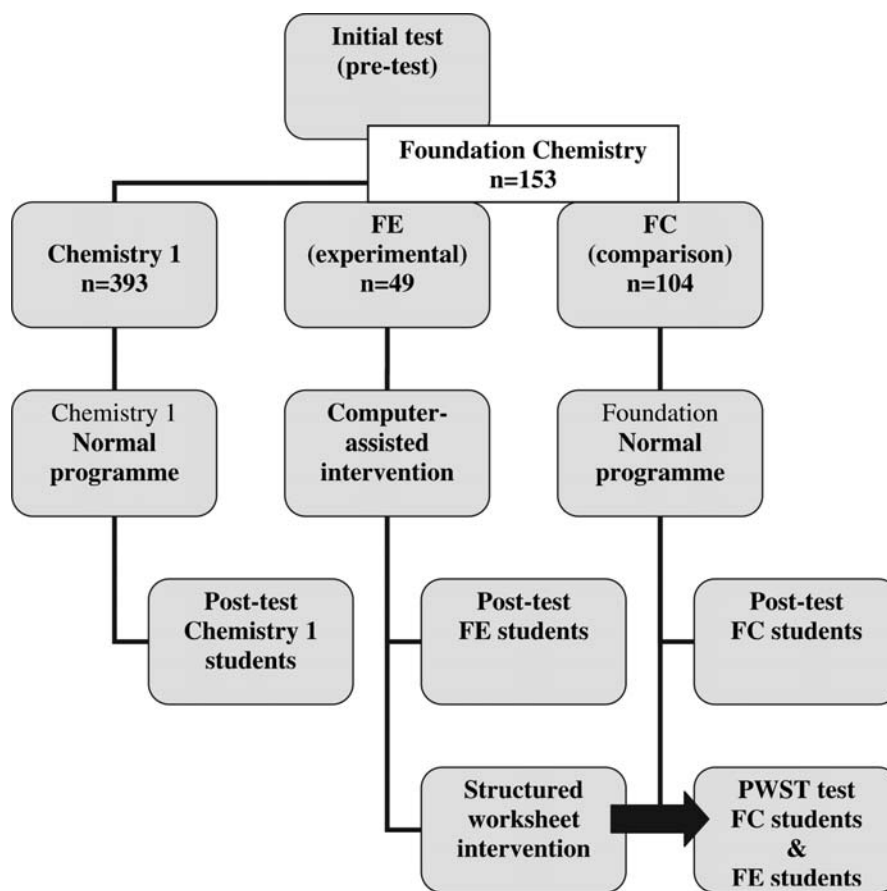 Initial test
(pre-test)
Foundation Chemistry
n=153
Chemistry 1
n=393
FE
(experimental)
n=49
FC
(comparison)
n=104
Chemistry 1
Normal
programme
Computer-
assisted
intervention
Foundation
Normal
programme
Post-test
Chemistry 1
students
Post-test
FE students
Post-test
FC students
Structured
worksheet
intervention
PWST test
FC students
&
FE students